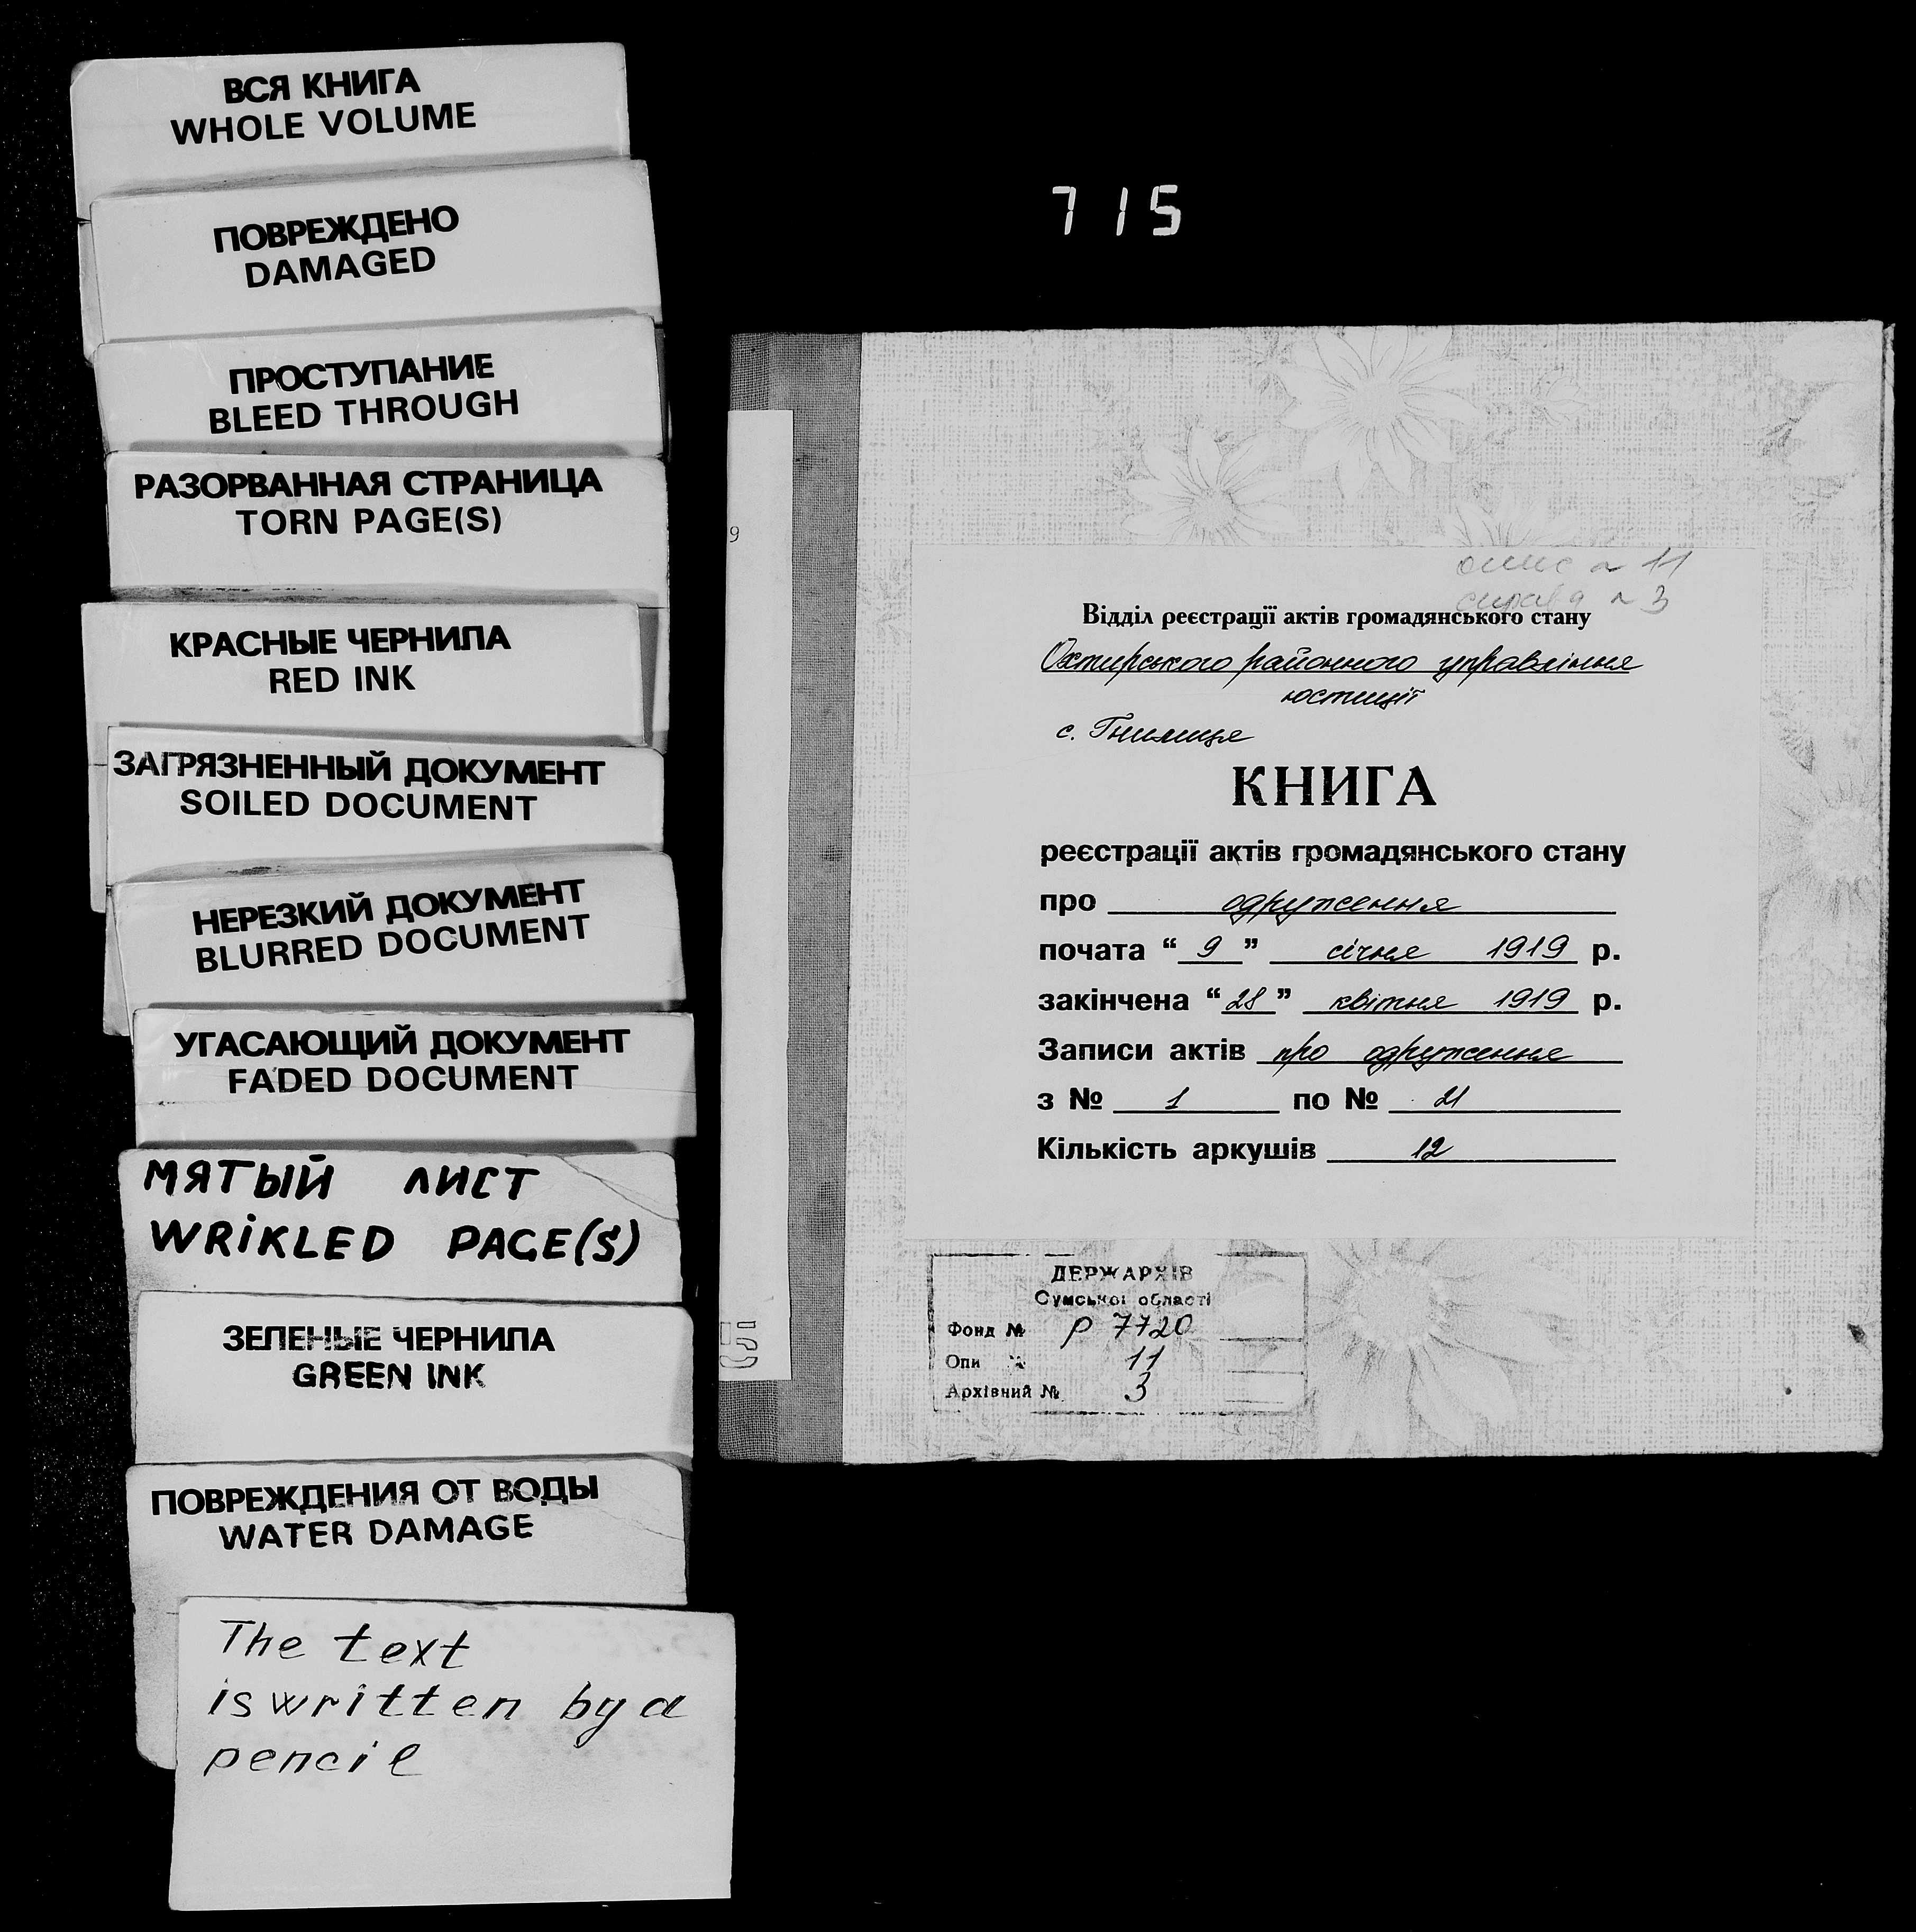 ВСЯ КНИГА
WHOLE VOLUME
ПОВРЕЖДЕНО
DAMAGED
ПРОСТУПАНИЕ
BLEED THROUGH
РАЗОРВАННАЯ СТРАНИЦА
TORN PAGE(S)
КРАСНЫЕ ЧЕРНИЛА
RED INK
ЗАГРЯЗНЕННЫЙ ДОКУМЕНТ
SOILED DOCUMENT
НЕРЕЗКИЙ ДОКУМЕНТ
BLURRED DOCUMENT
УГАСАЮЩИЙ ДОКУМЕНТ
FADED DOCUMENT
МЯТЫЙ ЛИСТ
WRIKLED PAGE(S)
ЗЕЛЕНЫЕ ЧЕРНИЛА
GREEN INK
ПОВРЕЖДЕНИЯ ОТ ВОДЫ
WATER DAMAGE
The text
is written by a
pencil
715
9
опис ~ 11
справа ~ 3
Відділ реєстрації актів громадянського стану
Охтирського районного управління
юстиції
с. Гнилиця
КНИГА
реєстрації актів громадянського стану
про одруження
почата “ 9 ” січня 1919 р.
закінчена “ 28 ” квітня 1919 р.
Записи актів про одруження
з № 1 по № 21
Кількість аркушів 12
ДЕРЖАРХІВ
Сумської області
Фонд № Р 7720
Опи № 11
Архівний № 3